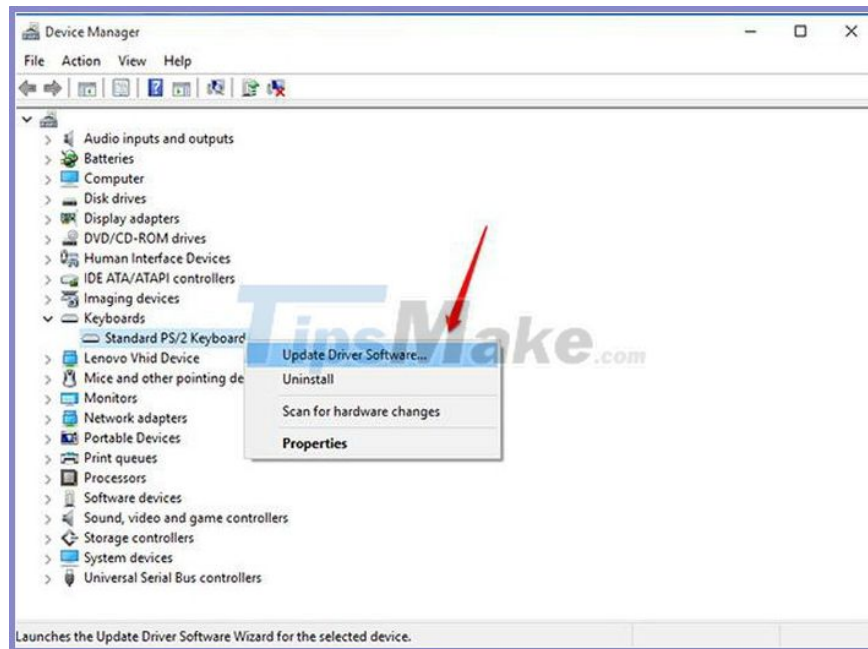 Device Manager
File Action View Help
Audio inputs and outputs
Batteries
Computer
Disk drives
Display adapters
DVD/CD-ROM drives
Human Interface Devices
IDE ATA/ATAPI controllers
Imaging devices
Keyboards
Standard PS/2 Keyboard
Lenovo Vhid Device
Mice and other pointing de
Monitors
Network adapters
Portable Devices
Print queues
Processors
Software devices
Sound, video and game controllers
Storage controllers
System devices
Universal Serial Bus controllers
Update Driver Software...
Uninstall
Scan for hardware changes
Properties
TipsMake.com
Launches the Update Driver Software Wizard for the selected device.